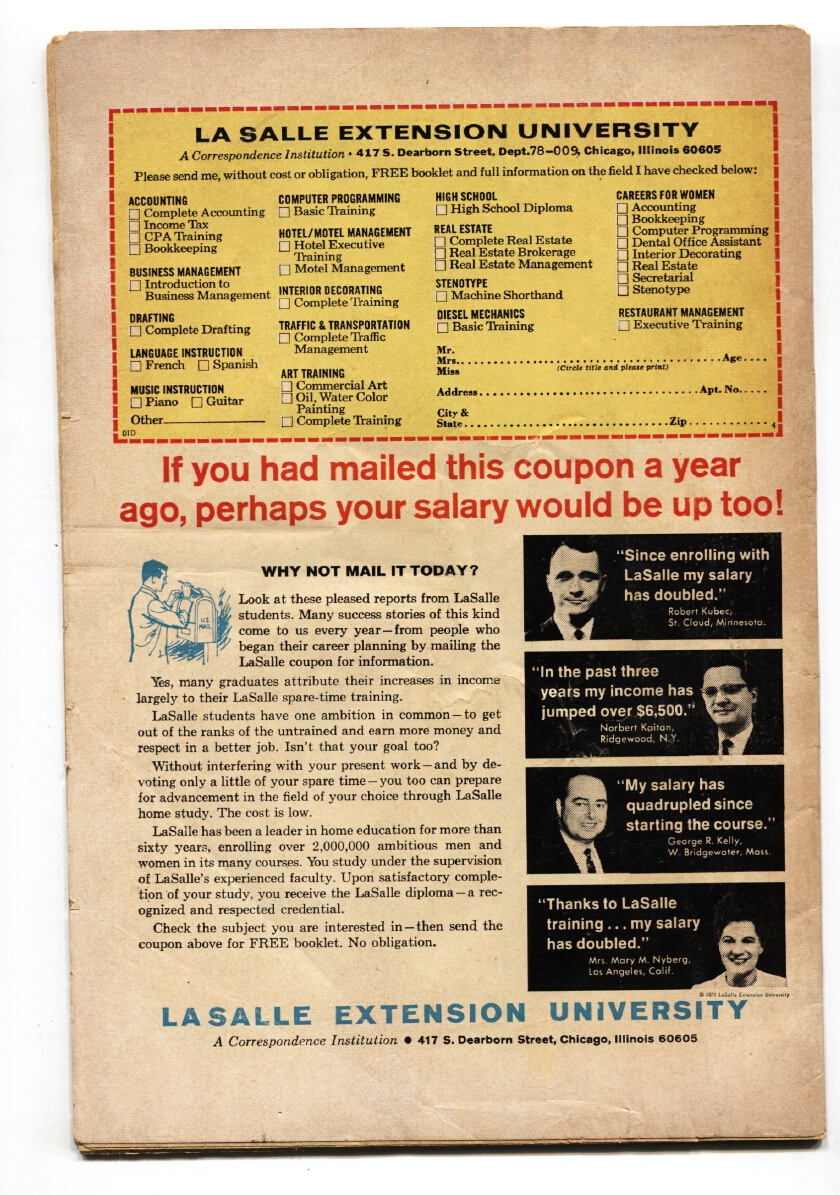 LA SALLE EXTENSION UNIVERSITY
A Correspondence Institution • 417 S. Dearborn Street, Dept. 78-009, Chicago, Illinois 60605
Please send me, without cost or obligation, FREE booklet and full information on the field I have checked below:
ACCOUNTING
Complete Accounting
Income Tax
CPA Training
Bookkeeping
BUSINESS MANAGEMENT
Introduction to
Business Management
DRAFTING
Complete Drafting
LANGUAGE INSTRUCTION
French Spanish
MUSIC INSTRUCTION
Piano Guitar
Other
01D
COMPUTER PROGRAMMING
Basic Training
HOTEL/MOTEL MANAGEMENT
Hotel Executive
Training
Motel Management
INTERIOR DECORATING
Complete Training
TRAFFIC & TRANSPORTATION
Complete Traffic
Management
ART TRAINING
Commercial Art
Oil, Water Color
Painting
Complete Training
HIGH SCHOOL
High School Diploma
REAL ESTATE
Complete Real Estate
Real Estate Brokerage
Real Estate Management
STENOTYPE
Machine Shorthand
DIESEL MECHANICS
Basic Training
CAREERS FOR WOMEN
Accounting
Bookkeeping
Computer Programming
Dental Office Assistant
Interior Decorating
Real Estate
Secretarial
Stenotype
RESTAURANT MANAGEMENT
Executive Training
Mr.
Mrs. Age
Miss (Circle title and please print)
Address Apt. No.
City &
State Zip
4
If you had mailed this coupon a year
ago, perhaps your salary would be up too!
WHY NOT MAIL IT TODAY?
U.S.
MAIL
Look at these pleased reports from LaSalle
students. Many success stories of this kind
come to us every year—from people who
began their career planning by mailing the
LaSalle coupon for information.
Yes, many graduates attribute their increases in income
largely to their LaSalle spare-time training.
LaSalle students have one ambition in common—to get
out of the ranks of the untrained and earn more money and
respect in a better job. Isn't that your goal too?
Without interfering with your present work—and by de-
voting only a little of your spare time—you too can prepare
for advancement in the field of your choice through LaSalle
home study. The cost is low.
LaSalle has been a leader in home education for more than
sixty years, enrolling over 2,000,000 ambitious men and
women in its many courses. You study under the supervision
of LaSalle's experienced faculty. Upon satisfactory comple-
tion of your study, you receive the LaSalle diploma—a rec-
ognized and respected credential.
Check the subject you are interested in—then send the
coupon above for FREE booklet. No obligation.
"Since enrolling with
LaSalle my salary
has doubled."
Robert Kubec,
St. Cloud, Minnesota.
"In the past three
years my income has
jumped over $6,500."
Norbert Kaitan,
Ridgewood, N.Y.
"My salary has
quadrupled since
starting the course."
George R. Kelly,
W. Bridgewater, Mass.
"Thanks to LaSalle
training ... my salary
has doubled."
Mrs. Mary M. Nyberg,
Los Angeles, Calif.
© 1971 LaSalle Extension University
LASALLE EXTENSION UNIVERSITY
A Correspondence Institution • 417 S. Dearborn Street, Chicago, Illinois 60605